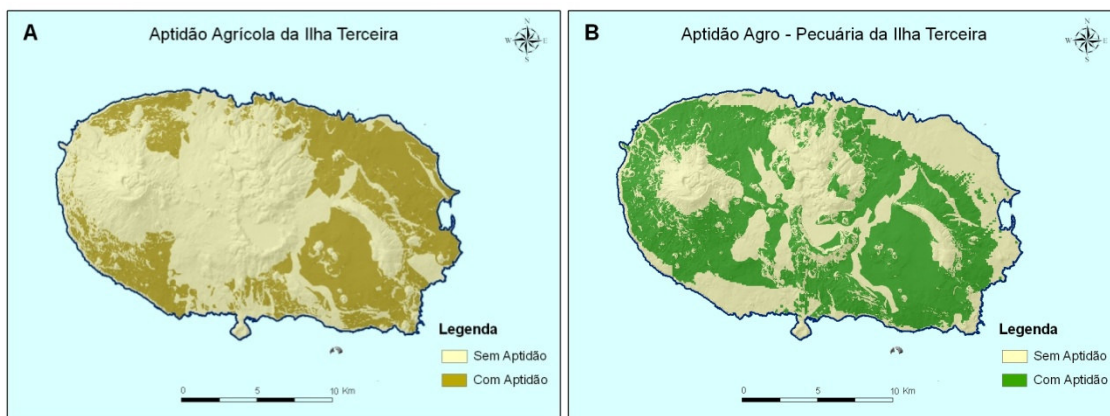 A
Aptidão Agrícola da Ilha Terceira
N
W E
S
Legenda
Sem Aptidão
Com Aptidão
0 5 10 Km
B
Aptidão Agro - Pecuária da Ilha Terceira
N
W E
S
Legenda
Sem Aptidão
Com Aptidão
0 5 10 Km